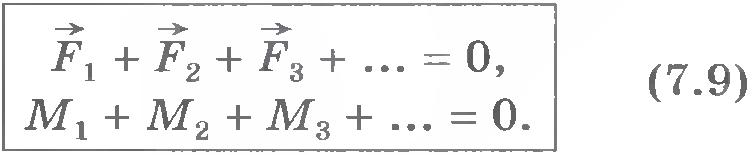 F⃗₁ + F⃗₂ + F⃗₃ + ... = 0,
M₁ + M₂ + M₃ + ... = 0.
(7.9)